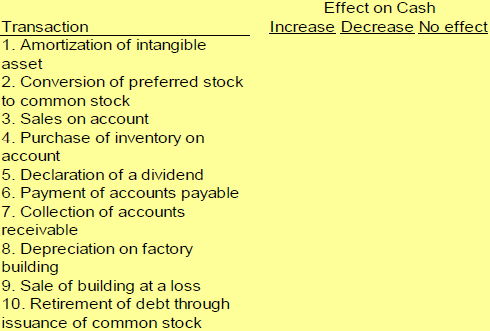 Effect on Cash
Transaction Increase Decrease No effect
1. Amortization of intangible
asset
2. Conversion of preferred stock
to common stock
3. Sales on account
4. Purchase of inventory on
account
5. Declaration of a dividend
6. Payment of accounts payable
7. Collection of accounts
receivable
8. Depreciation on factory
building
9. Sale of building at a loss
10. Retirement of debt through
issuance of common stock